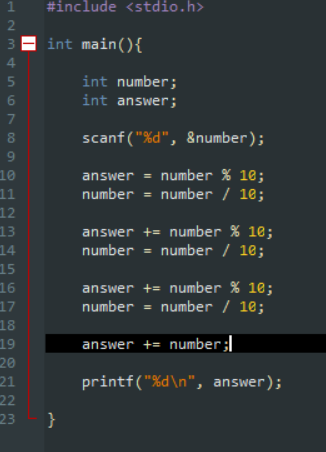 1 #include <stdio.h>
2
3 int main(){
4
5 int number;
6 int answer;
7
8 scanf("%d", &number);
9
10 answer = number % 10;
11 number = number / 10;
12
13 answer += number % 10;
14 number = number / 10;
15
16 answer += number % 10;
17 number = number / 10;
18
19 answer += number;
20
21 printf("%d\n", answer);
22
23 }